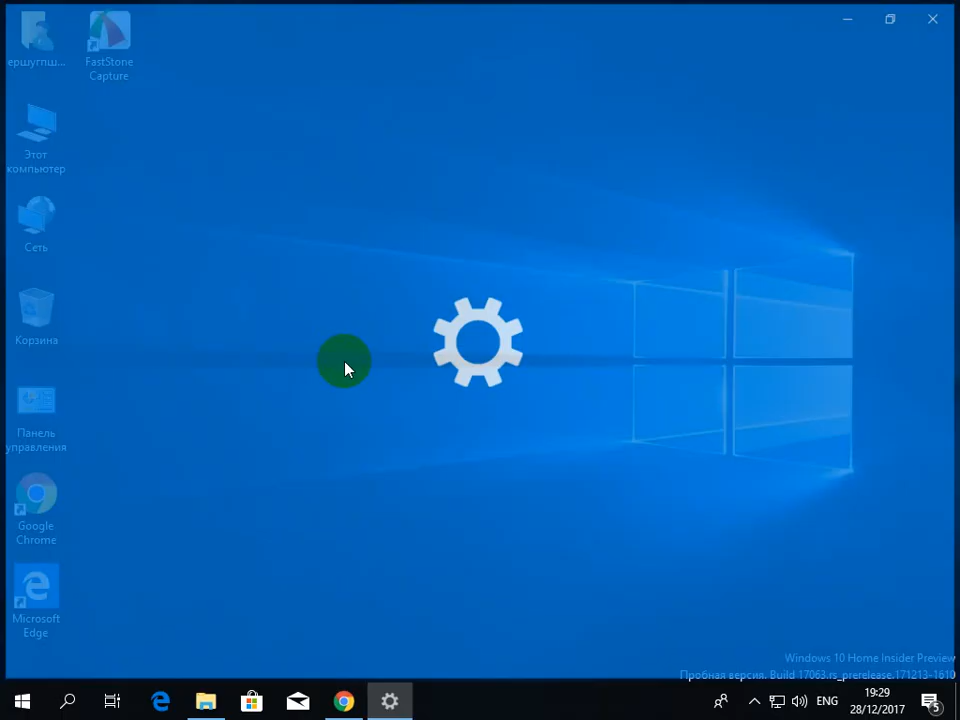 ершугпш...
FastStone
Capture
Этот
компьютер
Сеть
Корзина
Панель
управления
Google
Chrome
Microsoft
Edge
Windows 10 Home Insider Preview
Пробная версия. Build 17063.rs_prerelease.171213-1610
ENG
19:29
28/12/2017
5